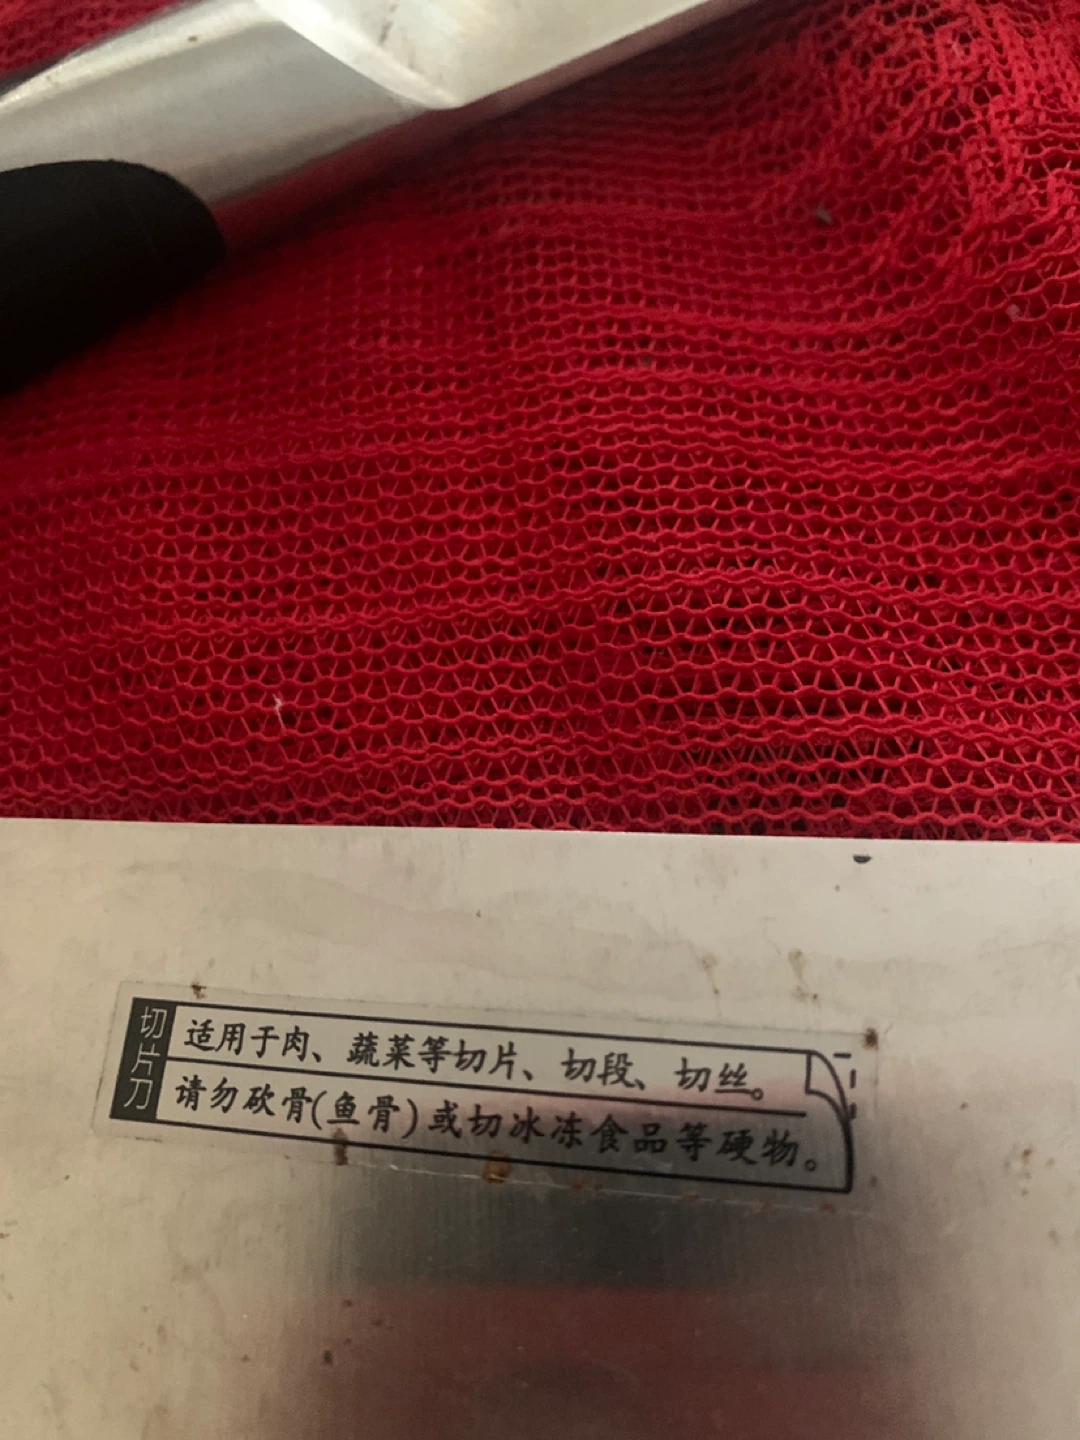 切片刀
适用于肉、蔬菜等切片、切段、切丝。
请勿砍骨(鱼骨)或切冰冻食品等硬物。